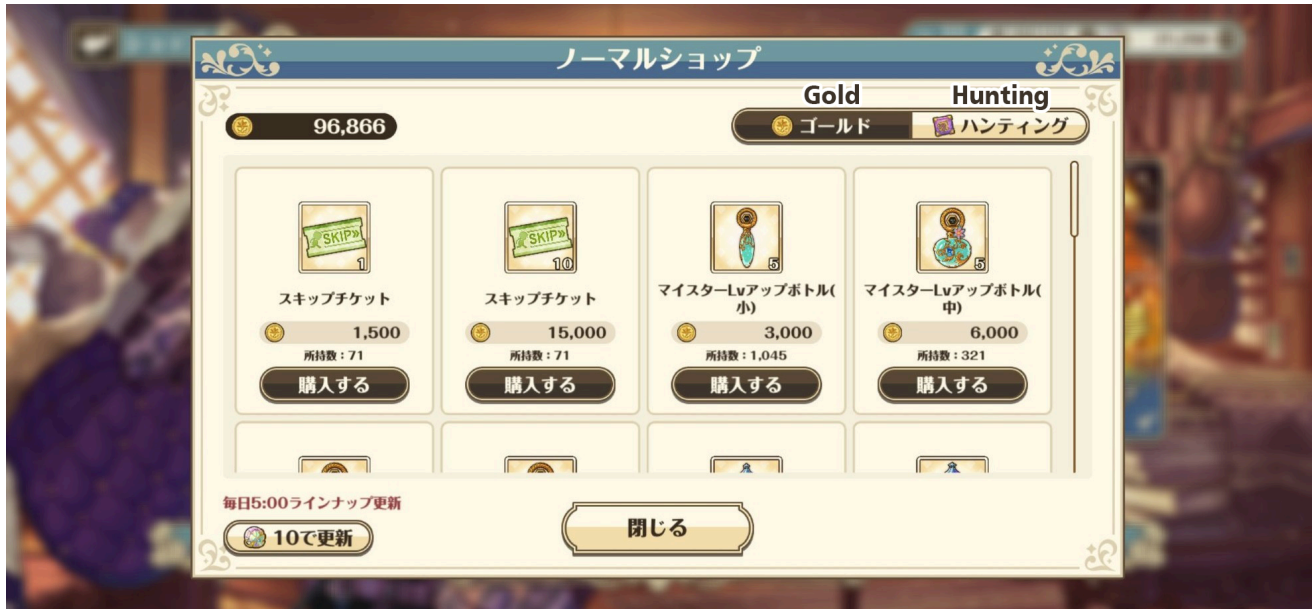 ノーマルショップ
Gold
Hunting
96,866
ゴールド
ハンティング
SKIP»
1
スキップチケット
1,500
所持数：71
購入する
SKIP»
10
スキップチケット
15,000
所持数：71
購入する
5
マイスターLvアップボトル(
小)
3,000
所持数：1,045
購入する
5
マイスターLvアップボトル(
中)
6,000
所持数：321
購入する
毎日5:00ラインナップ更新
10で更新
閉じる